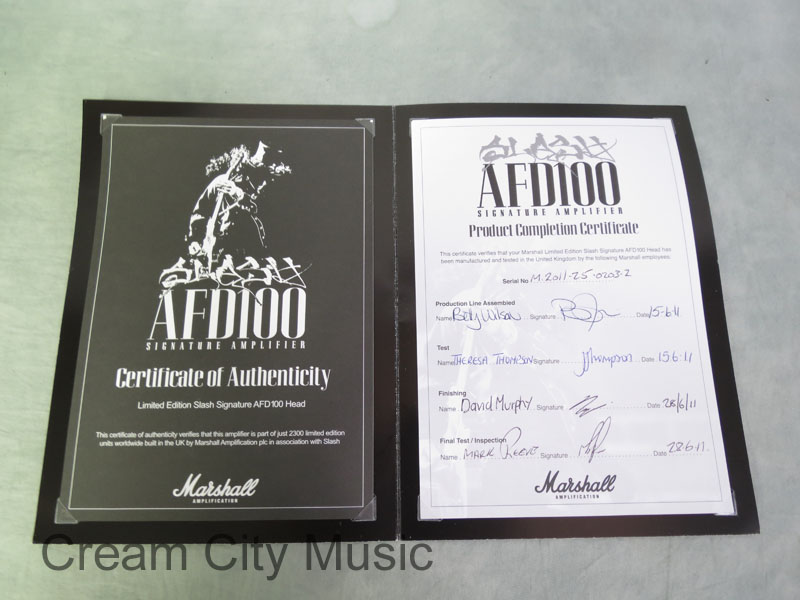 SLASH
AFD100
SIGNATURE AMPLIFIER
Certificate of Authenticity
Limited Edition Slash Signature AFD100 Head
This certificate of authenticity verifies that this amplifier is part of just 2300 limited edition
units worldwide built in the UK by Marshall Amplification plc in association with Slash
Marshall
AMPLIFICATION
SLASH
AFD100
SIGNATURE AMPLIFIER
Product Completion Certificate
This certificate verifies that your Marshall Limited Edition Slash Signature AFD100 Head has
been manufactured and tested in the United Kingdom by the following Marshall employees:
Serial No M.2011-25-0203-2
Production Line Assembled
Name Wilson Signature Date 15-6-11
Test
Name THERESA THOMPSON Signature JThompson Date 15.6.11
Finishing
Name David Murphy Signature Date 28/6/11
Final Test / Inspection
Name MARK REEVE Signature Date 28.6.11.
Marshall
AMPLIFICATION
Cream City Music